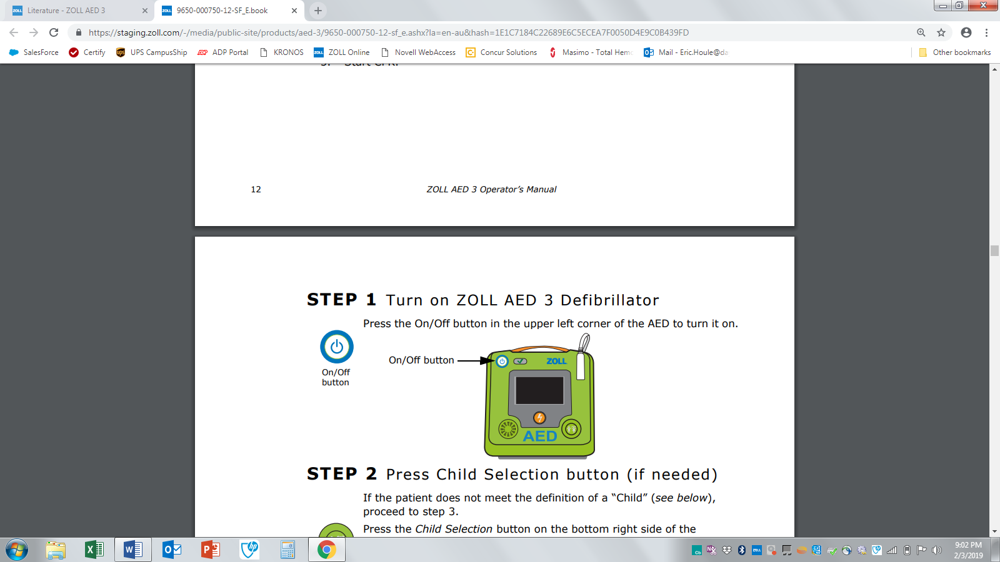 Literature - ZOLL AED 3
9650-000750-12-SF_E.book
https://staging.zoll.com/-/media/public-site/products/aed-3/9650-000750-12-sf_e.ashx?la=en-au&hash=1E1C7184C22689E6C5ECEA7F0050D4E9C0B439FD
SalesForce Certify UPS CampusShip ADP Portal KRONOS ZOLL Online Novell WebAccess Concur Solutions Masimo - Total Hemo Mail - Eric.Houle@da Other bookmarks
3. Start CPR.
12 ZOLL AED 3 Operator’s Manual
STEP 1 Turn on ZOLL AED 3 Defibrillator
Press the On/Off button in the upper left corner of the AED to turn it on.
On/Off
button
On/Off button
ZOLL
AED
STEP 2 Press Child Selection button (if needed)
If the patient does not meet the definition of a “Child” (see below),
proceed to step 3.
Press the Child Selection button on the bottom right side of the
9:02 PM
2/3/2019